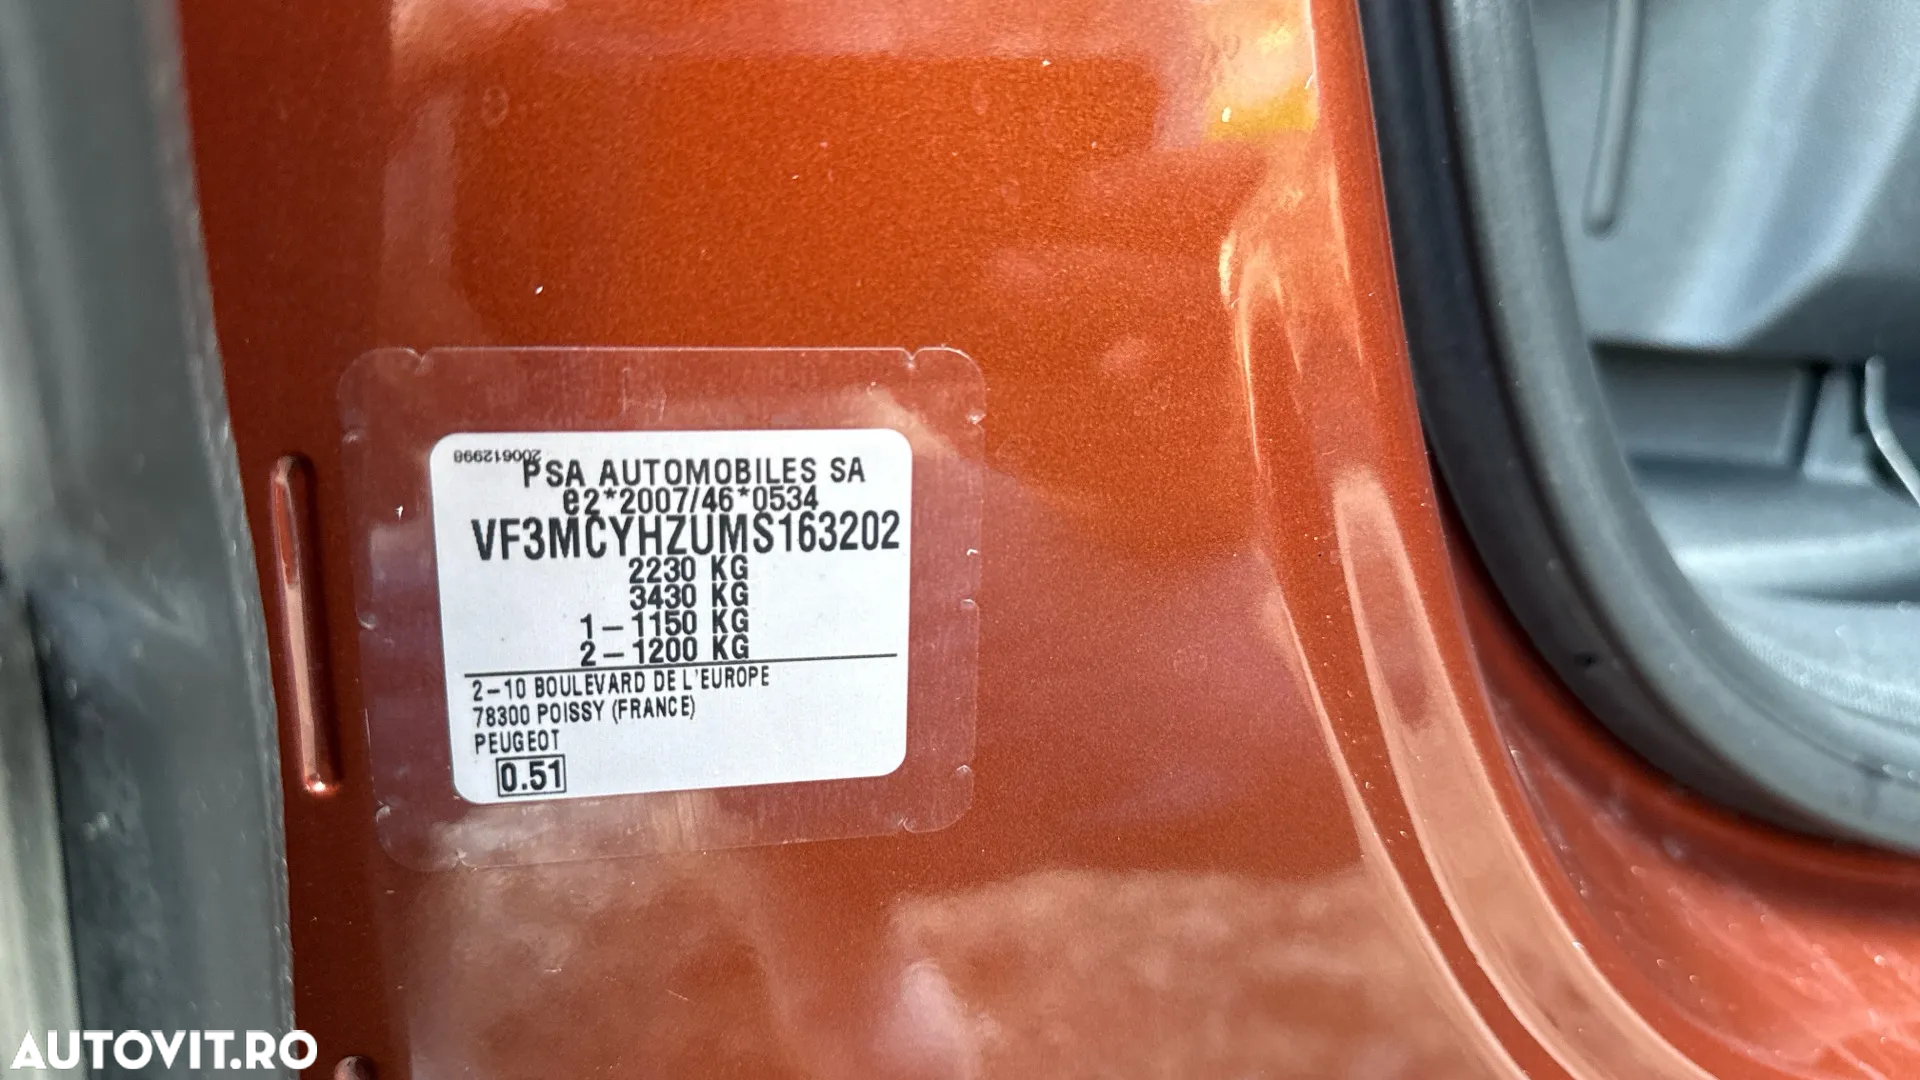 200612998
PSA AUTOMOBILES SA
e2*2007/46*0534
VF3MCYHZUMS163202
2230 KG
3430 KG
1-1150 KG
2-1200 KG
2-10 BOULEVARD DE L'EUROPE
78300 POISSY (FRANCE)
PEUGEOT
0.51
AUTOVIT.RO